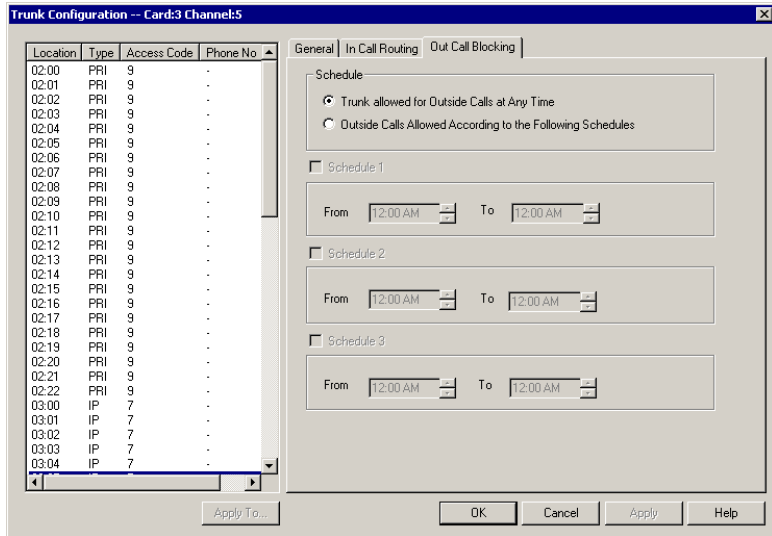 Trunk Configuration -- Card:3 Channel:5
Location Type Access Code Phone No
02:00 PRI 9 -
02:01 PRI 9 -
02:02 PRI 9 -
02:03 PRI 9 -
02:04 PRI 9 -
02:05 PRI 9 -
02:06 PRI 9 -
02:07 PRI 9 -
02:08 PRI 9 -
02:09 PRI 9 -
02:10 PRI 9 -
02:11 PRI 9 -
02:12 PRI 9 -
02:13 PRI 9 -
02:14 PRI 9 -
02:15 PRI 9 -
02:16 PRI 9 -
02:17 PRI 9 -
02:18 PRI 9 -
02:19 PRI 9 -
02:20 PRI 9 -
02:21 PRI 9 -
02:22 PRI 9 -
03:00 IP 7 -
03:01 IP 7 -
03:02 IP 7 -
03:03 IP 7 -
03:04 IP 7 -
Apply To...
General In Call Routing Out Call Blocking
Schedule
Trunk allowed for Outside Calls at Any Time
Outside Calls Allowed According to the Following Schedules
Schedule 1
From 12:00 AM To 12:00 AM
Schedule 2
From 12:00 AM To 12:00 AM
Schedule 3
From 12:00 AM To 12:00 AM
OK Cancel Apply Help